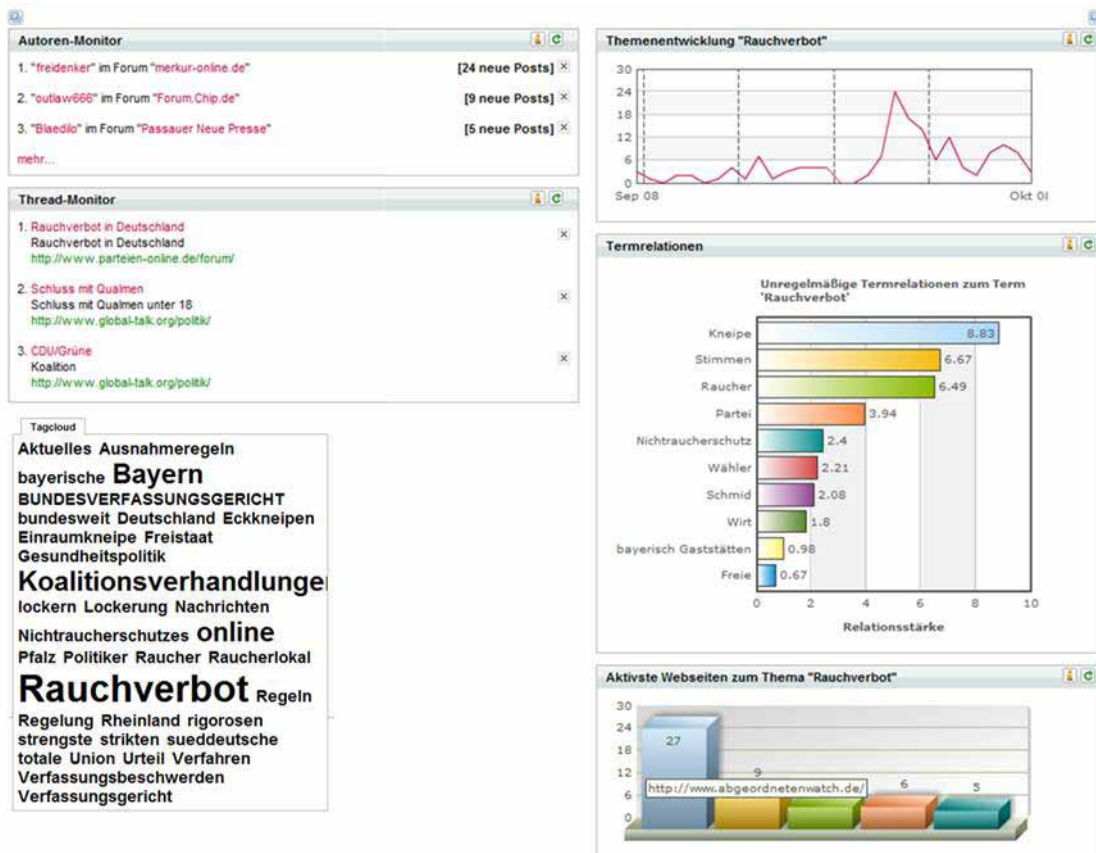 Autoren-Monitor
1. "freidenker" im Forum "merkur-online.de" [24 neue Posts]
2. "outlaw666" im Forum "Forum.Chip.de" [9 neue Posts]
3. "Blaedilo" im Forum "Passauer Neue Presse" [5 neue Posts]
mehr...
Thread-Monitor
1. Rauchverbot in Deutschland
Rauchverbot in Deutschland
http://www.parteien-online.de/forum/
2. Schluss mit Qualmen
Schluss mit Qualmen unter 18
http://www.global-talk.org/politik/
3. CDU/Grüne
Koalition
http://www.global-talk.org/politik/
Tagcloud
Aktuelles Ausnahmeregeln
bayerische Bayern
BUNDESVERFASSUNGSGERICHT
bundesweit Deutschland Eckkneipen
Einraumkneipe Freistaat
Gesundheitspolitik
Koalitionsverhandlunge
lockern Lockerung Nachrichten
Nichtraucherschutzes online
Pfalz Politiker Raucher Raucherlokal
Rauchverbot Regeln
Regelung Rheinland rigorosen
strengste strikten sueddeutsche
totale Union Urteil Verfahren
Verfassungsbeschwerden
Verfassungsgericht
Themenentwicklung "Rauchverbot"
30
24
18
12
6
0
Sep 08 Okt 0
Termrelationen
Unregelmäßige Termrelationen zum Term
'Rauchverbot'
Kneipe 8.83
Stimmen 6.67
Raucher 6.49
Partei 3.94
Nichtraucherschutz 2.4
Wähler 2.21
Schmid 2.08
Wirt 1.8
bayerisch Gaststätten 0.98
Freie 0.67
0 2 4 6 8 10
Relationsstärke
Aktivste Webseiten zum Thema "Rauchverbot"
30
24
18
12
6
0
27
9
6
5
http://www.abgeordnetenwatch.de/